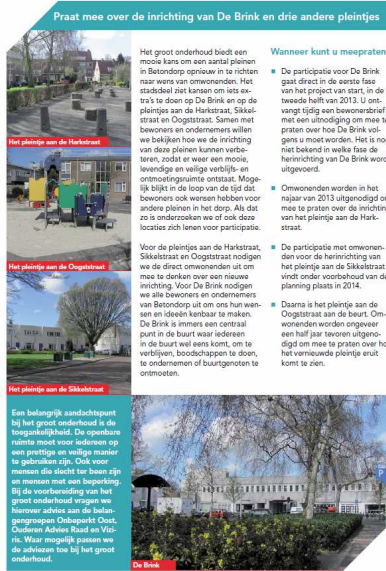 Praat mee over de inrichting van De Brink en drie andere pleintjes
Het pleintje aan de Harkstraat
Het pleintje aan de Oogststraat
Het pleintje aan de Sikkelstraat
Een belangrijk aandachtspunt
bij het groot onderhoud is de
toegankelijkheid. De openbare
ruimte moet voor iedereen op
een prettige en veilige manier
te gebruiken zijn. Ook voor
mensen die slecht ter been zijn
en mensen met een beperking.
Bij de voorbereiding van het
groot onderhoud vragen we
hierover advies aan de belan-
gengroepen Onbeperkt Oost,
Ouderen Advies Raad en Vizi-
ris. Waar mogelijk passen we
de adviezen toe bij het groot
onderhoud.
Het groot onderhoud biedt een
mooie kans om een aantal pleinen
in Betondorp opnieuw in te richten
naar wens van omwonenden. Het
stadsdeel ziet kansen om iets ex-
tra's te doen op De Brink en op de
pleintjes aan de Harkstraat, Sikkel-
straat en Oogststraat. Samen met
bewoners en ondernemers willen
we bekijken hoe we de inrichting
van deze pleinen kunnen verbe-
teren, zodat er weer een mooie,
levendige en veilige verblijfs- en
ontmoetingsruimte ontstaat. Moge-
lijk blijkt in de loop van de tijd dat
bewoners ook wensen hebben voor
andere pleinen in het dorp. Als dat
zo is onderzoeken we of ook deze
locaties zich lenen voor participatie.
Voor de pleintjes aan de Harkstraat,
Sikkelstraat en Oogststraat nodigen
we de direct omwonenden uit om
mee te denken over een nieuwe
inrichting. Voor De Brink nodigen
we alle bewoners en ondernemers
van Betondorp uit om ons hun wen-
sen en ideeën kenbaar te maken.
De Brink is immers een centraal
punt in de buurt waar iedereen
in de buurt wel eens komt, om te
verblijven, boodschappen te doen,
te ondernemen of buurtgenoten te
ontmoeten.
Wanneer kunt u meepraten
De participatie voor De Brink
gaat direct in de eerste fase
van het project van start, in de
tweede helft van 2013. U ont-
vangt tijdig een bewonersbrief
met een uitnodiging om mee te
praten over hoe De Brink vol-
gens u moet worden. Het is nog
niet bekend in welke fase de
herinrichting van De Brink word
uitgevoerd.
Omwonenden worden in het
najaar van 2013 uitgenodigd om
mee te praten over de inrichting
van het pleintje aan de Hark-
straat.
De participatie met omwonen-
den voor de herinrichting van
het pleintje aan de Sikkelstraat
vindt onder voorbehoud van de
planning plaats in 2014.
Daarna is het pleintje aan de
Oogststraat aan de beurt. Om-
wonenden worden ongeveer
een half jaar tevoren uitgeno-
digd om mee te praten over ho
het vernieuwde pleintje eruit
komt te zien.
De Brink
P